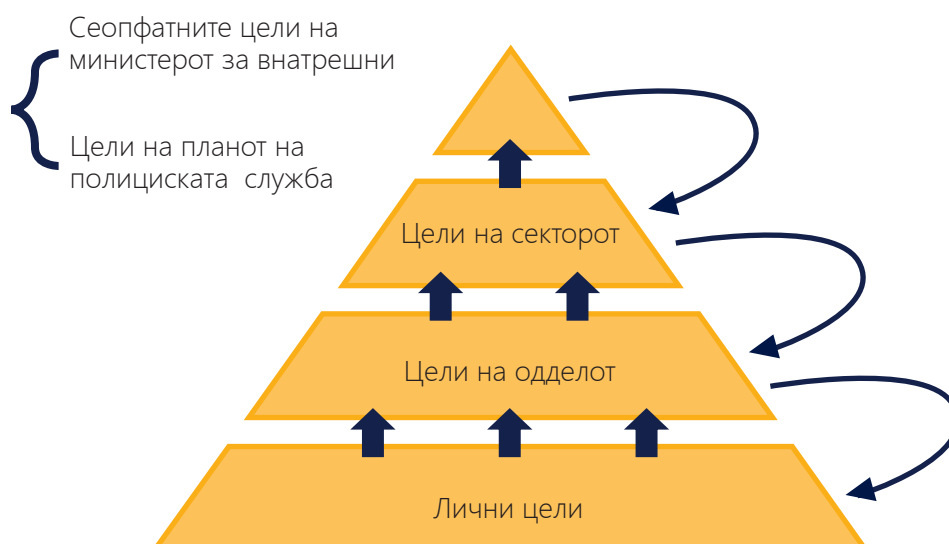 Сеопфатните цели на
министерот за внатрешни
Цели на планот на
полициската служба
Цели на секторот
Цели на одделот
Лични цели